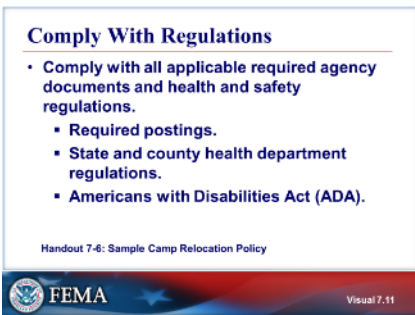 Comply With Regulations
• Comply with all applicable required agency
documents and health and safety
regulations.
▪ Required postings.
▪ State and county health department
regulations.
▪ Americans with Disabilities Act (ADA).
Handout 7-6: Sample Camp Relocation Policy
FEMA
Visual 7.11